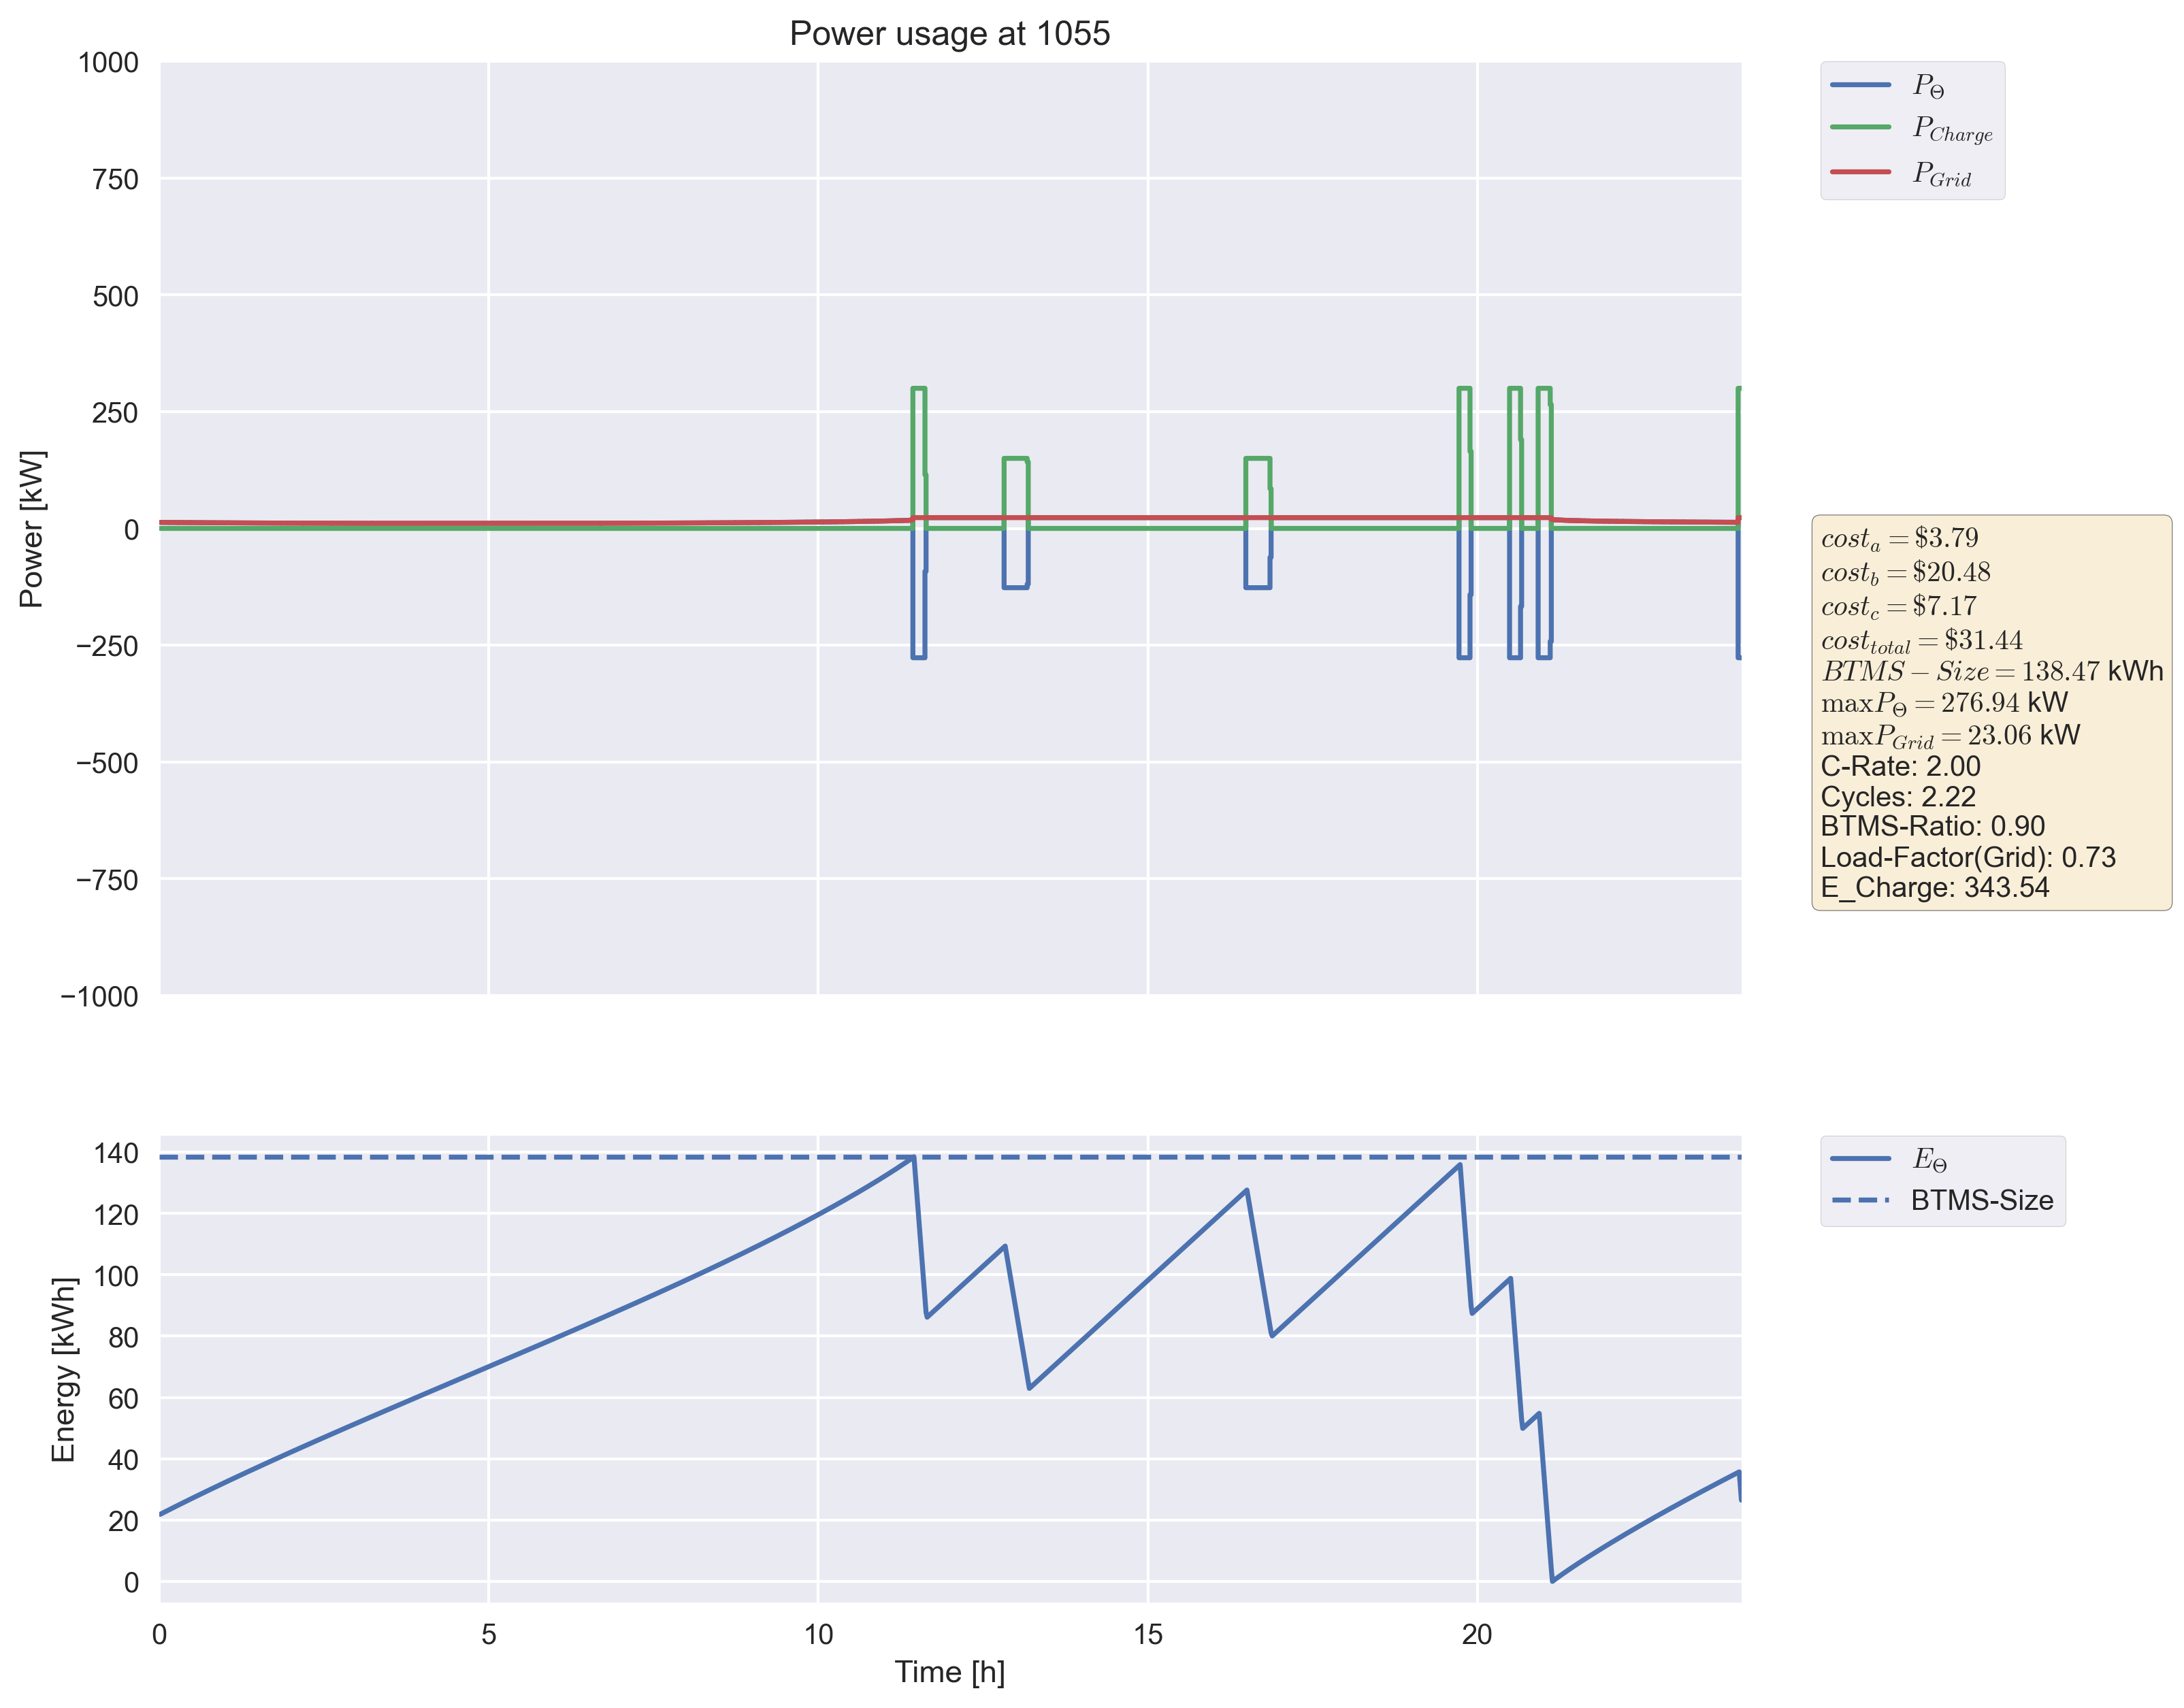 Power usage at 1055
1000
750
500
250
0
−250
−500
−750
−1000
Power [kW]
P_Θ
P_Charge
P_Grid
cost_a = $3.79
cost_b = $20.48
cost_c = $7.17
cost_total = $31.44
BTMS − Size = 138.47 kWh
maxP_Θ = 276.94 kW
maxP_Grid = 23.06 kW
C-Rate: 2.00
Cycles: 2.22
BTMS-Ratio: 0.90
Load-Factor(Grid): 0.73
E_Charge: 343.54
140
120
100
80
60
40
20
0
Energy [kWh]
E_Θ
BTMS-Size
0 5 10 15 20
Time [h]